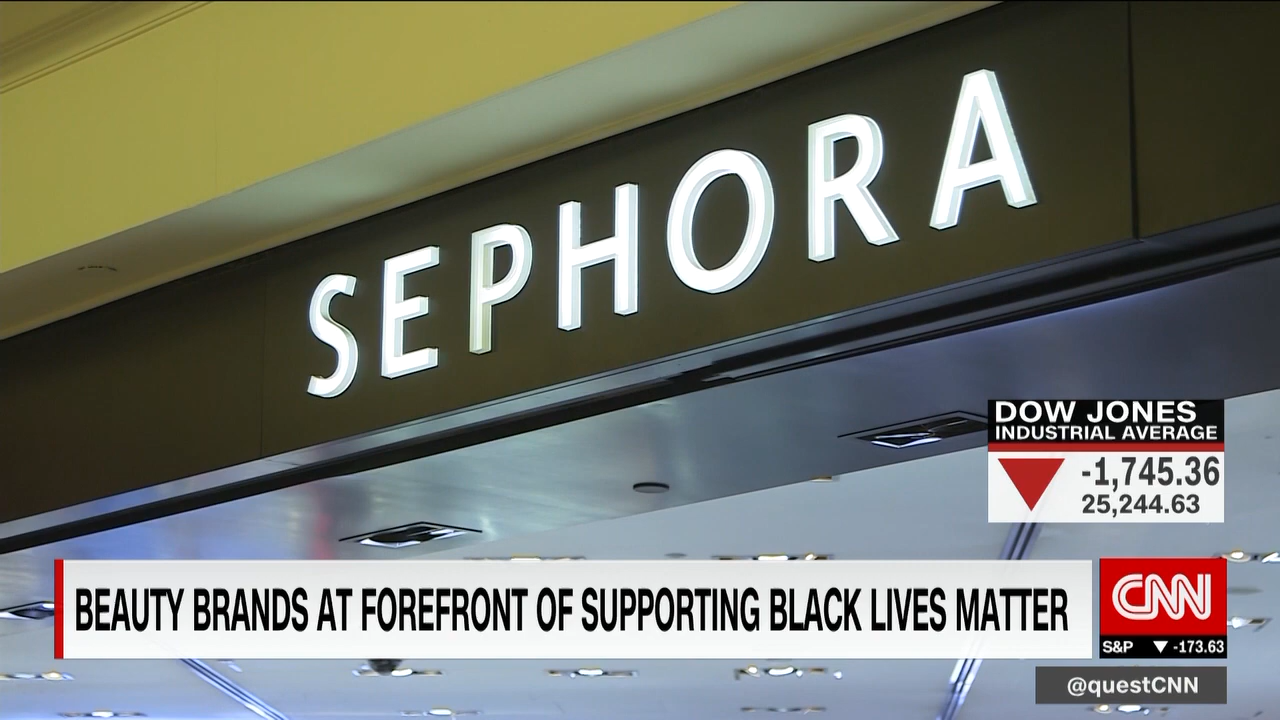 SEPHORA
DOW JONES
INDUSTRIAL AVERAGE
-1,745.36
25,244.63
BEAUTY BRANDS AT FOREFRONT OF SUPPORTING BLACK LIVES MATTER
CNN
S&P ▼ -173.63
@questCNN